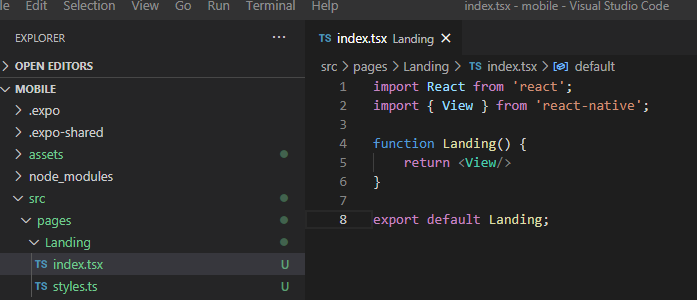 le Edit Selection View Go Run Terminal Help index.tsx - mobile - Visual Studio Code
EXPLORER ···
OPEN EDITORS
MOBILE
.expo
.expo-shared
assets
node_modules
src
pages
Landing
TS index.tsx U
TS styles.ts U
TS index.tsx Landing ×
src > pages > Landing > TS index.tsx > default
1 import React from 'react';
2 import { View } from 'react-native';
3
4 function Landing() {
5 return <View/>
6 }
7
8 export default Landing;